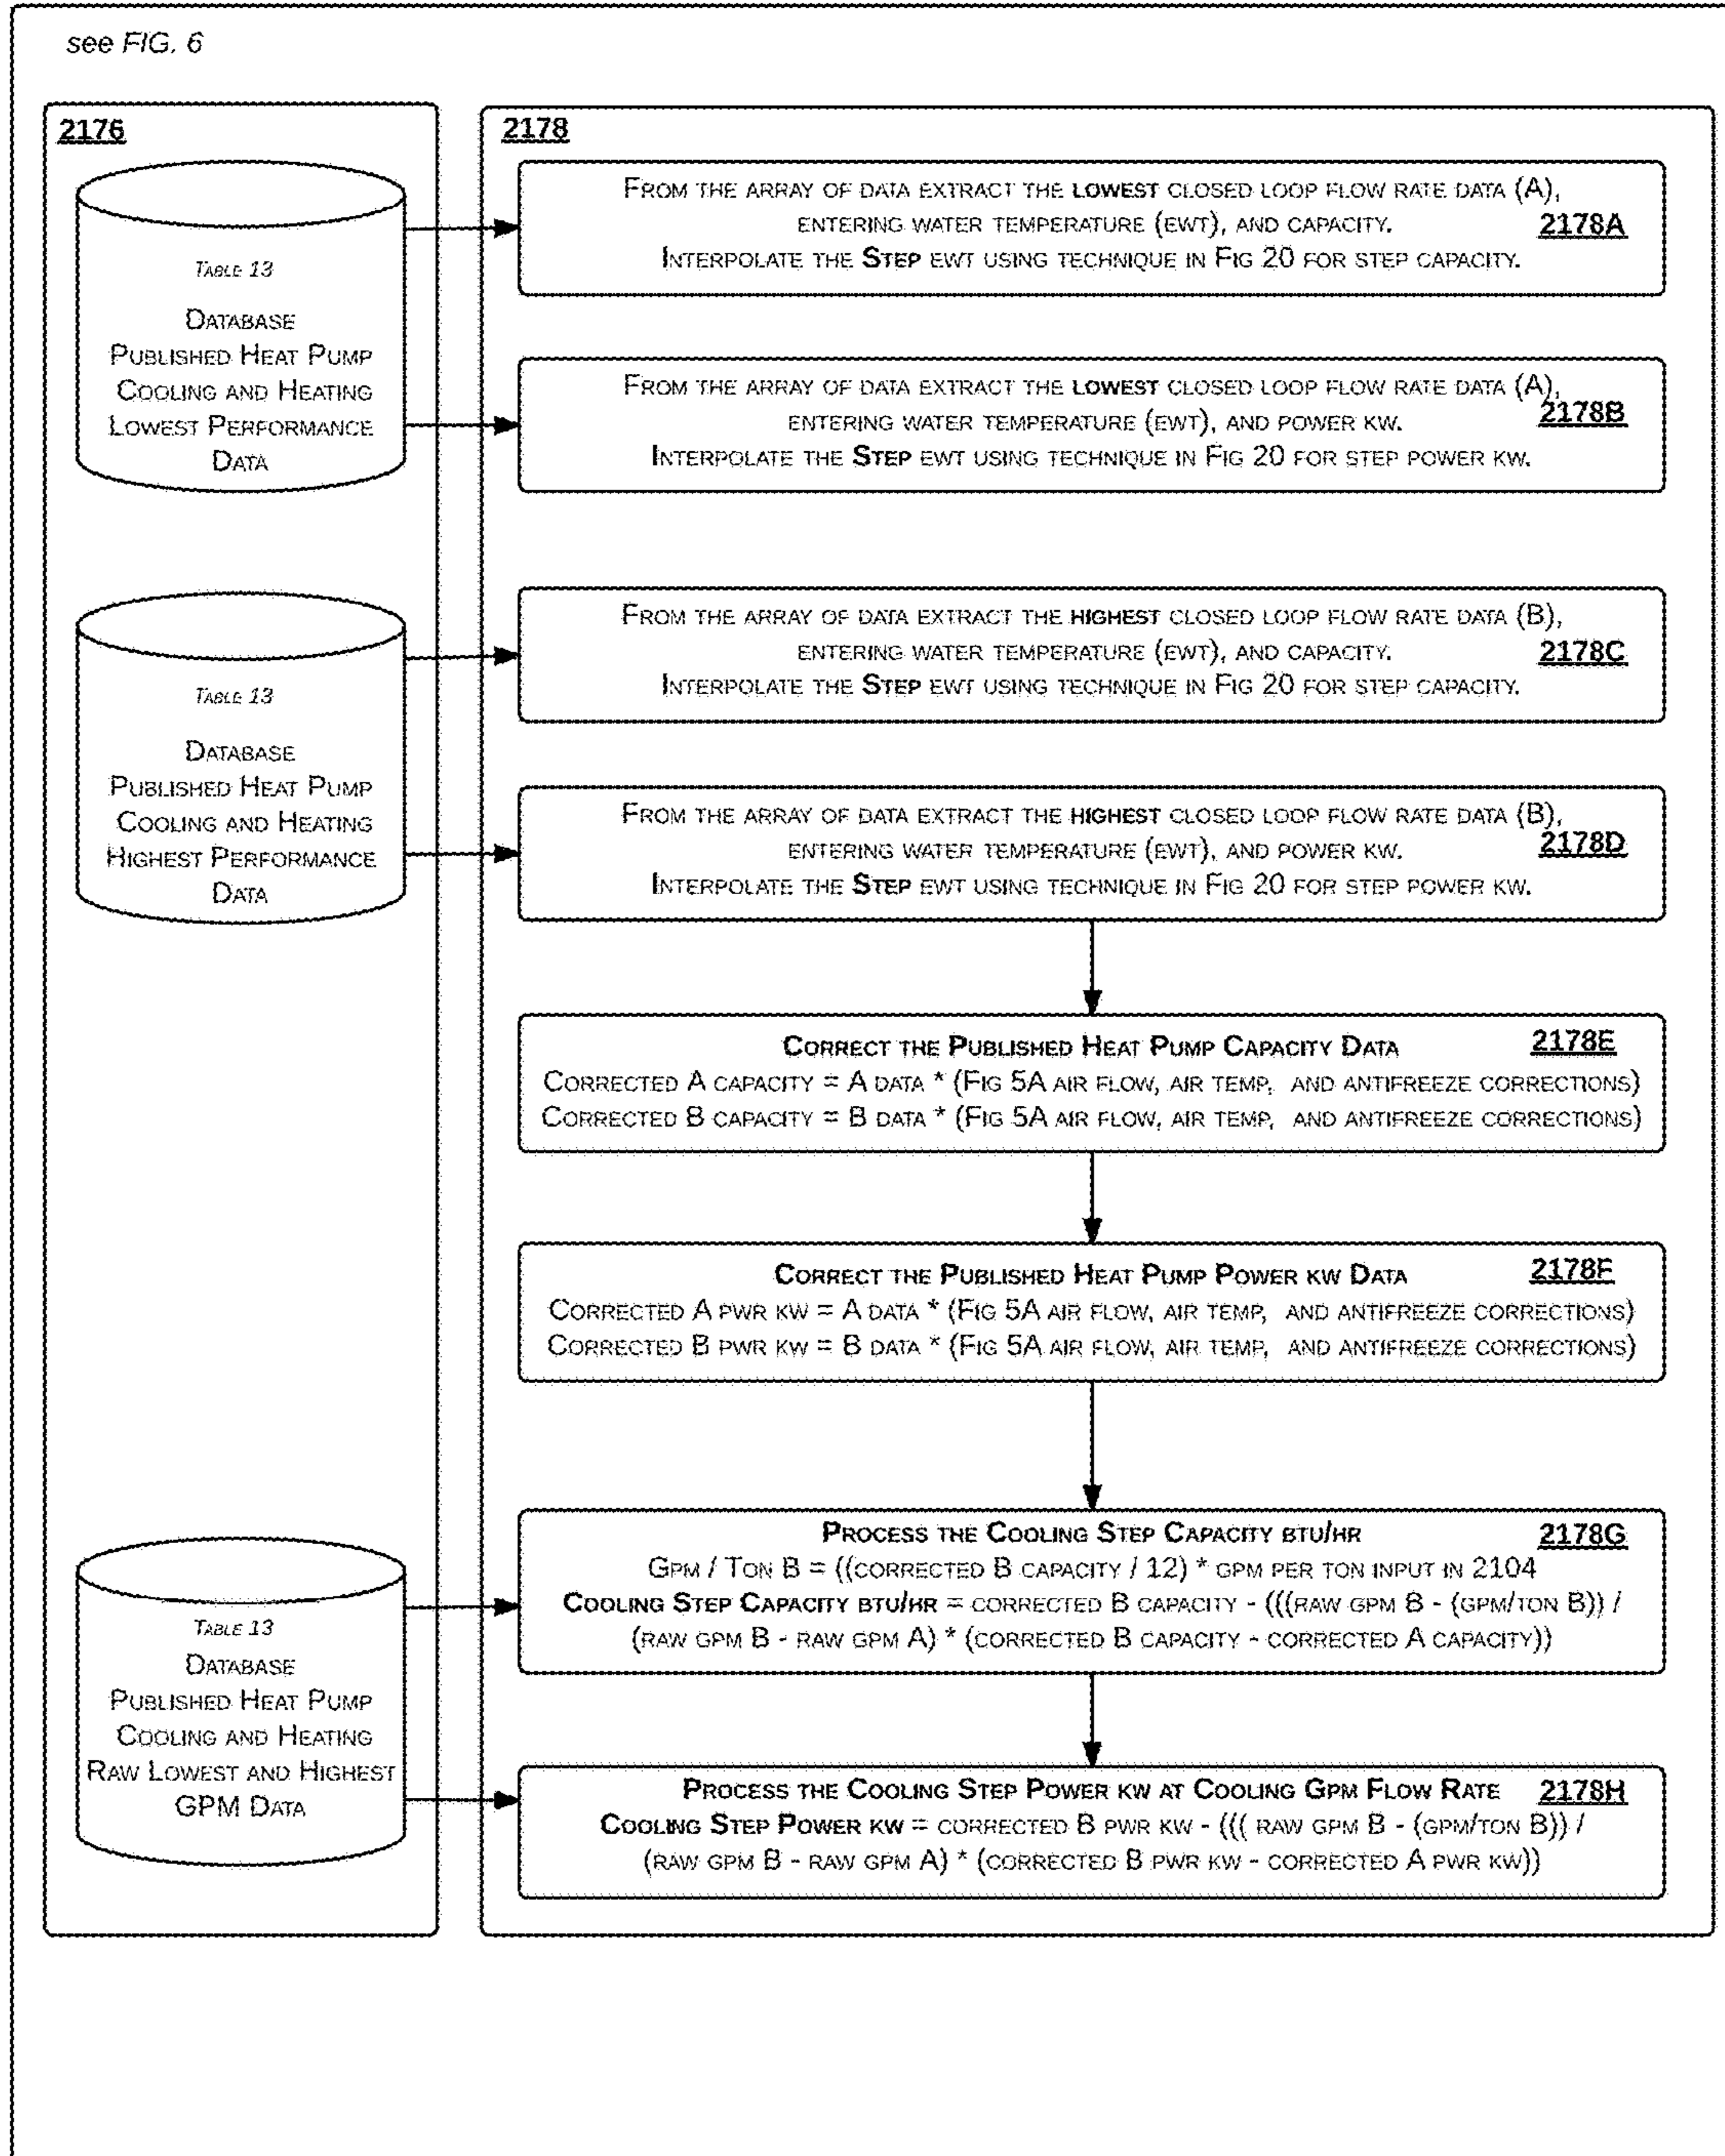 see FIG. 6
2176
Table 13
Database
Published Heat Pump
Cooling and Heating
Lowest Performance
Data
Table 13
Database
Published Heat Pump
Cooling and Heating
Highest Performance
Data
Table 13
Database
Published Heat Pump
Cooling and Heating
Raw Lowest and Highest
GPM Data
2178
From the array of data extract the lowest closed loop flow rate data (A),
entering water temperature (ewt), and capacity.
2178A
Interpolate the Step ewt using technique in Fig 20 for step capacity.
From the array of data extract the lowest closed loop flow rate data (A),
entering water temperature (ewt), and power kw.
2178B
Interpolate the Step ewt using technique in Fig 20 for step power kw.
From the array of data extract the highest closed loop flow rate data (B),
entering water temperature (ewt), and capacity.
2178C
Interpolate the Step ewt using technique in Fig 20 for step capacity.
From the array of data extract the highest closed loop flow rate data (B),
entering water temperature (ewt), and power kw.
2178D
Interpolate the Step ewt using technique in Fig 20 for step power kw.
Correct the Published Heat Pump Capacity Data
2178E
Corrected A capacity = A data * (Fig 5A air flow, air temp, and antifreeze corrections)
Corrected B capacity = B data * (Fig 5A air flow, air temp, and antifreeze corrections)
Correct the Published Heat Pump Power kw Data
2178F
Corrected A pwr kw = A data * (Fig 5A air flow, air temp, and antifreeze corrections)
Corrected B pwr kw = B data * (Fig 5A air flow, air temp, and antifreeze corrections)
Process the Cooling Step Capacity btu/hr
2178G
Gpm / Ton B = ((corrected B capacity / 12) * gpm per ton input in 2104
Cooling Step Capacity btu/hr = corrected B capacity - (((raw gpm B - (gpm/ton B)) /
(raw gpm B - raw gpm A) * (corrected B capacity - corrected A capacity))
Process the Cooling Step Power kw at Cooling Gpm Flow Rate
2178H
Cooling Step Power kw = corrected B pwr kw - ((( raw gpm B - (gpm/ton B)) /
(raw gpm B - raw gpm A) * (corrected B pwr kw - corrected A pwr kw))